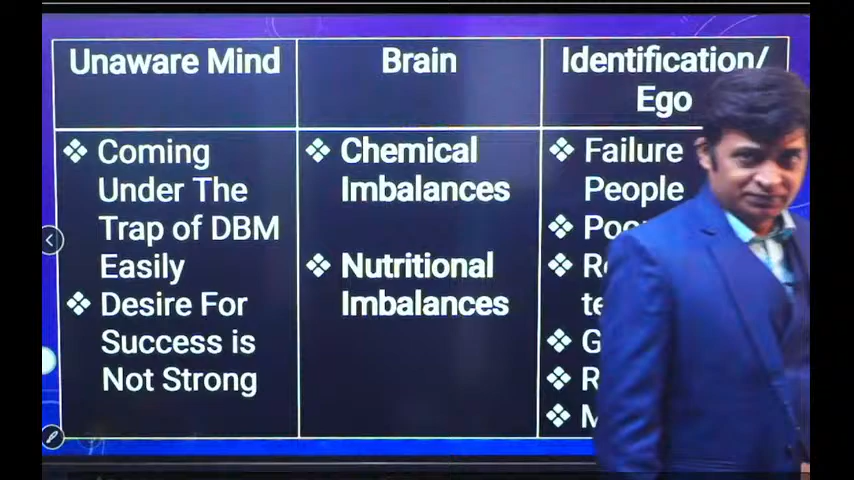 Unaware Mind
Brain
Identification/
Ego
❖ Coming
Under The
Trap of DBM
Easily
❖ Desire For
Success is
Not Strong
❖ Chemical
Imbalances
❖ Nutritional
Imbalances
❖ Failure
People